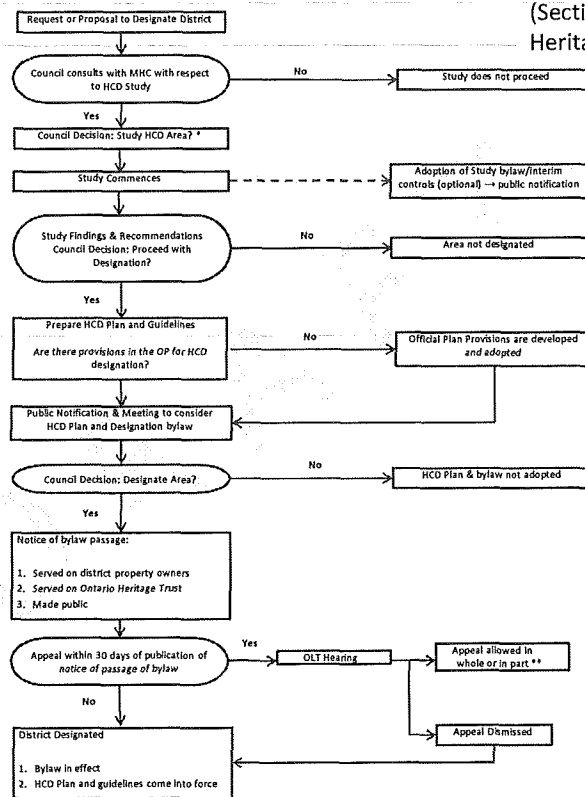 (Secti
Herita
Request or Proposal to Designate District
Council consults with MHC with respect
to HCD Study
No
Study does not proceed
Yes
Council Decision: Study HCD Area? *
Study Commences
Adoption of Study bylaw/interim
controls (optional) → public notification
Study Findings & Recommendations
Council Decision: Proceed with
Designation?
No
Area not designated
Yes
Prepare HCD Plan and Guidelines
Are there provisions in the OP for HCD
designation?
No
Official Plan Provisions are developed
and adopted
Public Notification & Meeting to consider
HCD Plan and Designation bylaw
Council Decision: Designate Area?
No
HCD Plan & bylaw not adopted
Yes
Notice of bylaw passage:
1. Served on district property owners
2. Served on Ontario Heritage Trust
3. Made public
Appeal within 30 days of publication of
notice of passage of bylaw
Yes
OLT Hearing
Appeal allowed in
whole or in part **
No
Appeal Dismissed
District Designated
1. Bylaw in effect
2. HCD Plan and guidelines come into force